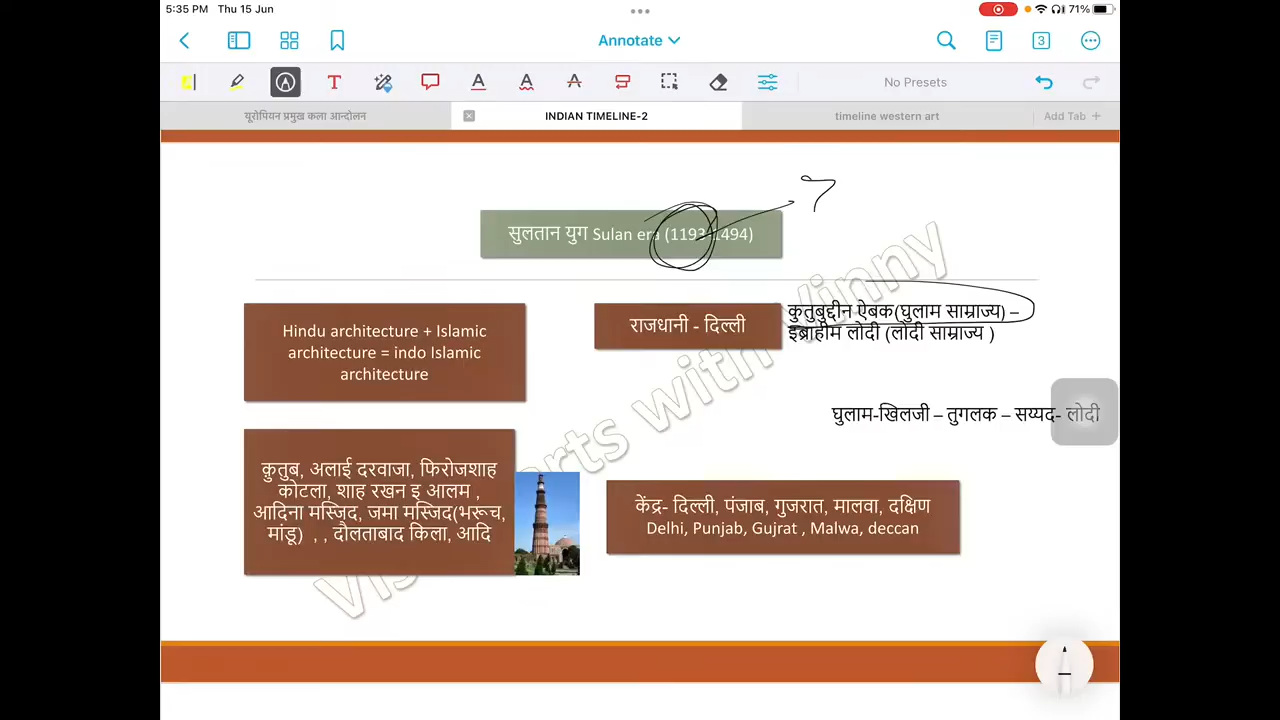 5:35 PM Thu 15 Jun
71%
Annotate
3
No Presets
यूरोपियन प्रमुख कला आन्दोलन
INDIAN TIMELINE-2
timeline western art
Add Tab +
सुलतान युग Sulan era (1193-1494)
Hindu architecture + Islamic
architecture = indo Islamic
architecture
राजधानी - दिल्ली
कुतुबुद्दीन ऐबक(घुलाम साम्राज्य) –
इब्राहीम लोदी (लोदी साम्राज्य )
घुलाम-खिलजी – तुगलक – सय्यद- लोदी
कुतुब, अलाई दरवाजा, फिरोजशाह
कोटला, शाह रखन इ आलम ,
आदिना मस्जिद, जमा मस्जिद(भरूच,
मांडू) , , दौलताबाद किला, आदि
केंद्र- दिल्ली, पंजाब, गुजरात, मालवा, दक्षिण
Delhi, Punjab, Gujrat , Malwa, deccan